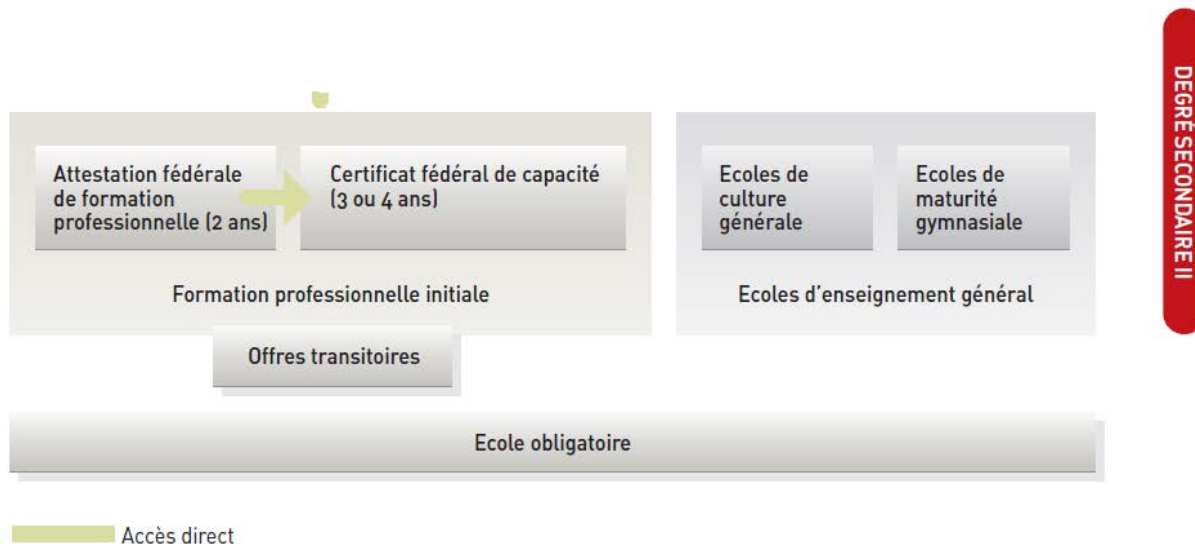 DEGRÉ SECONDAIRE II
Attestation fédérale
de formation
professionnelle (2 ans)
Certificat fédéral de capacité
(3 ou 4 ans)
Ecoles de
culture
générale
Ecoles de
maturité
gymnasiale
Formation professionnelle initiale
Ecoles d'enseignement général
Offres transitoires
Ecole obligatoire
Accès direct